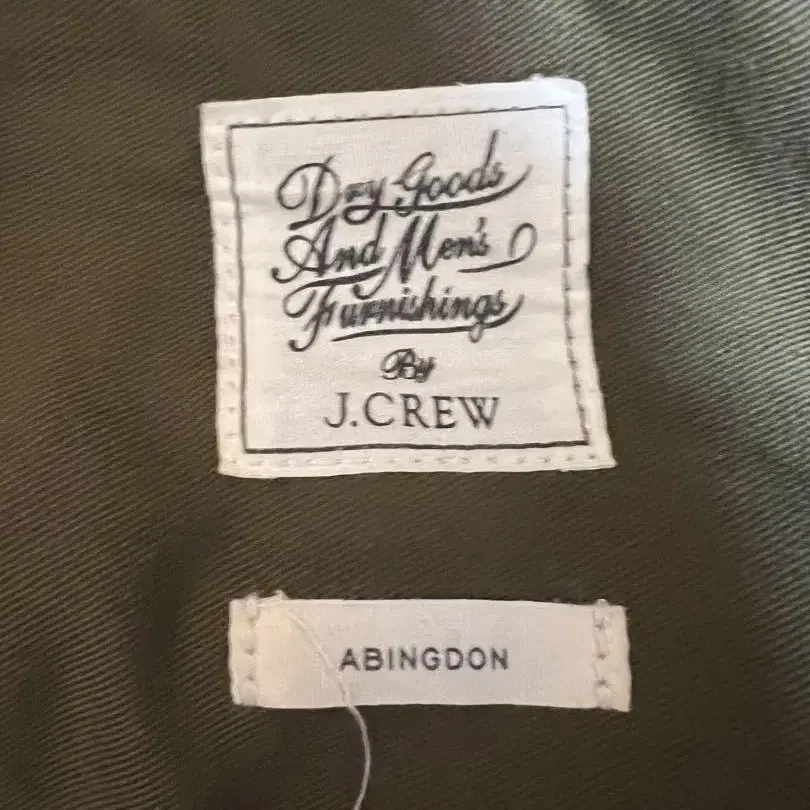 Dry Goods
And Men's
Furnishings
By
J.CREW
ABINGDON